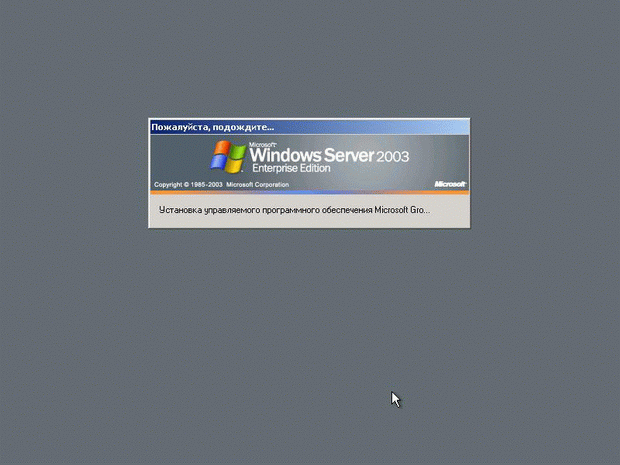 Пожалуйста, подождите...
Microsoft
Windows Server 2003
Enterprise Edition
Copyright © 1985-2003 Microsoft Corporation
Microsoft
Установка управляемого программного обеспечения Microsoft Gro...